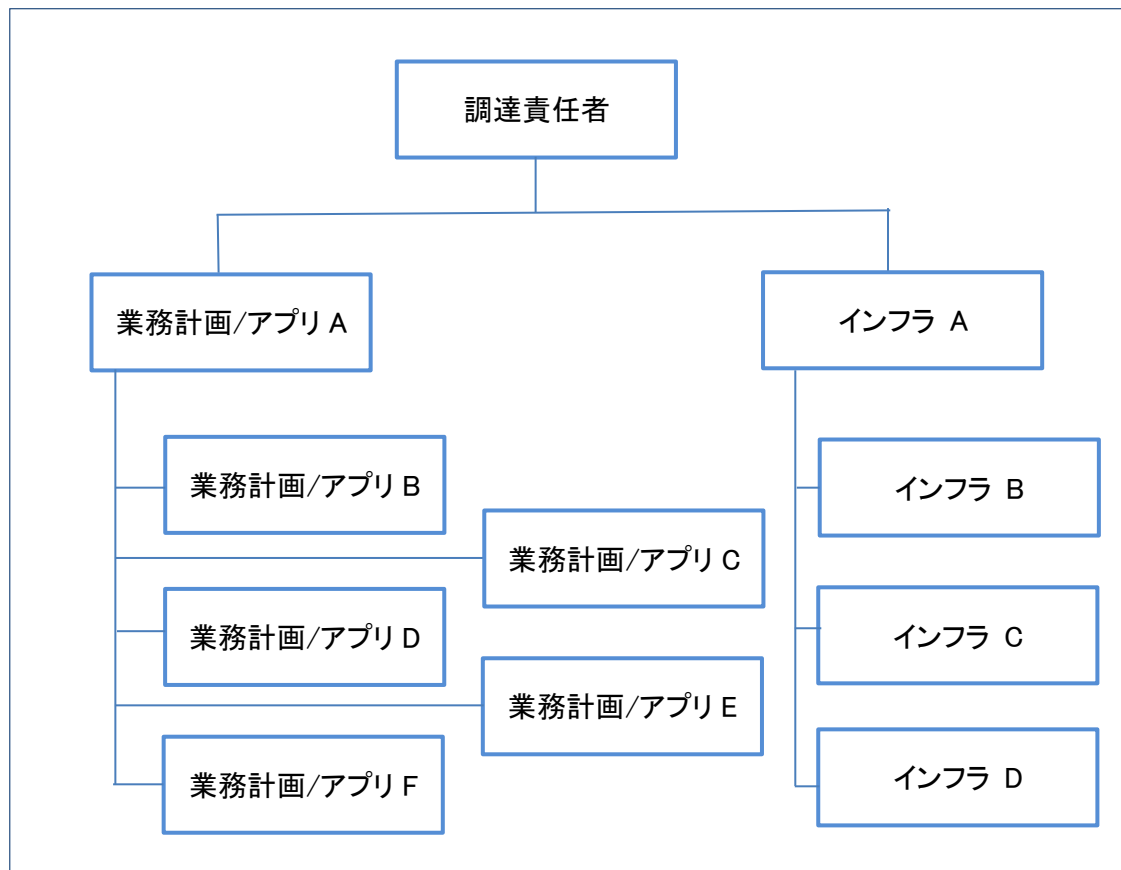 調達責任者
業務計画/アプリ A
インフラ A
業務計画/アプリ B
インフラ B
業務計画/アプリ C
業務計画/アプリ D
インフラ C
業務計画/アプリ E
業務計画/アプリ F
インフラ D